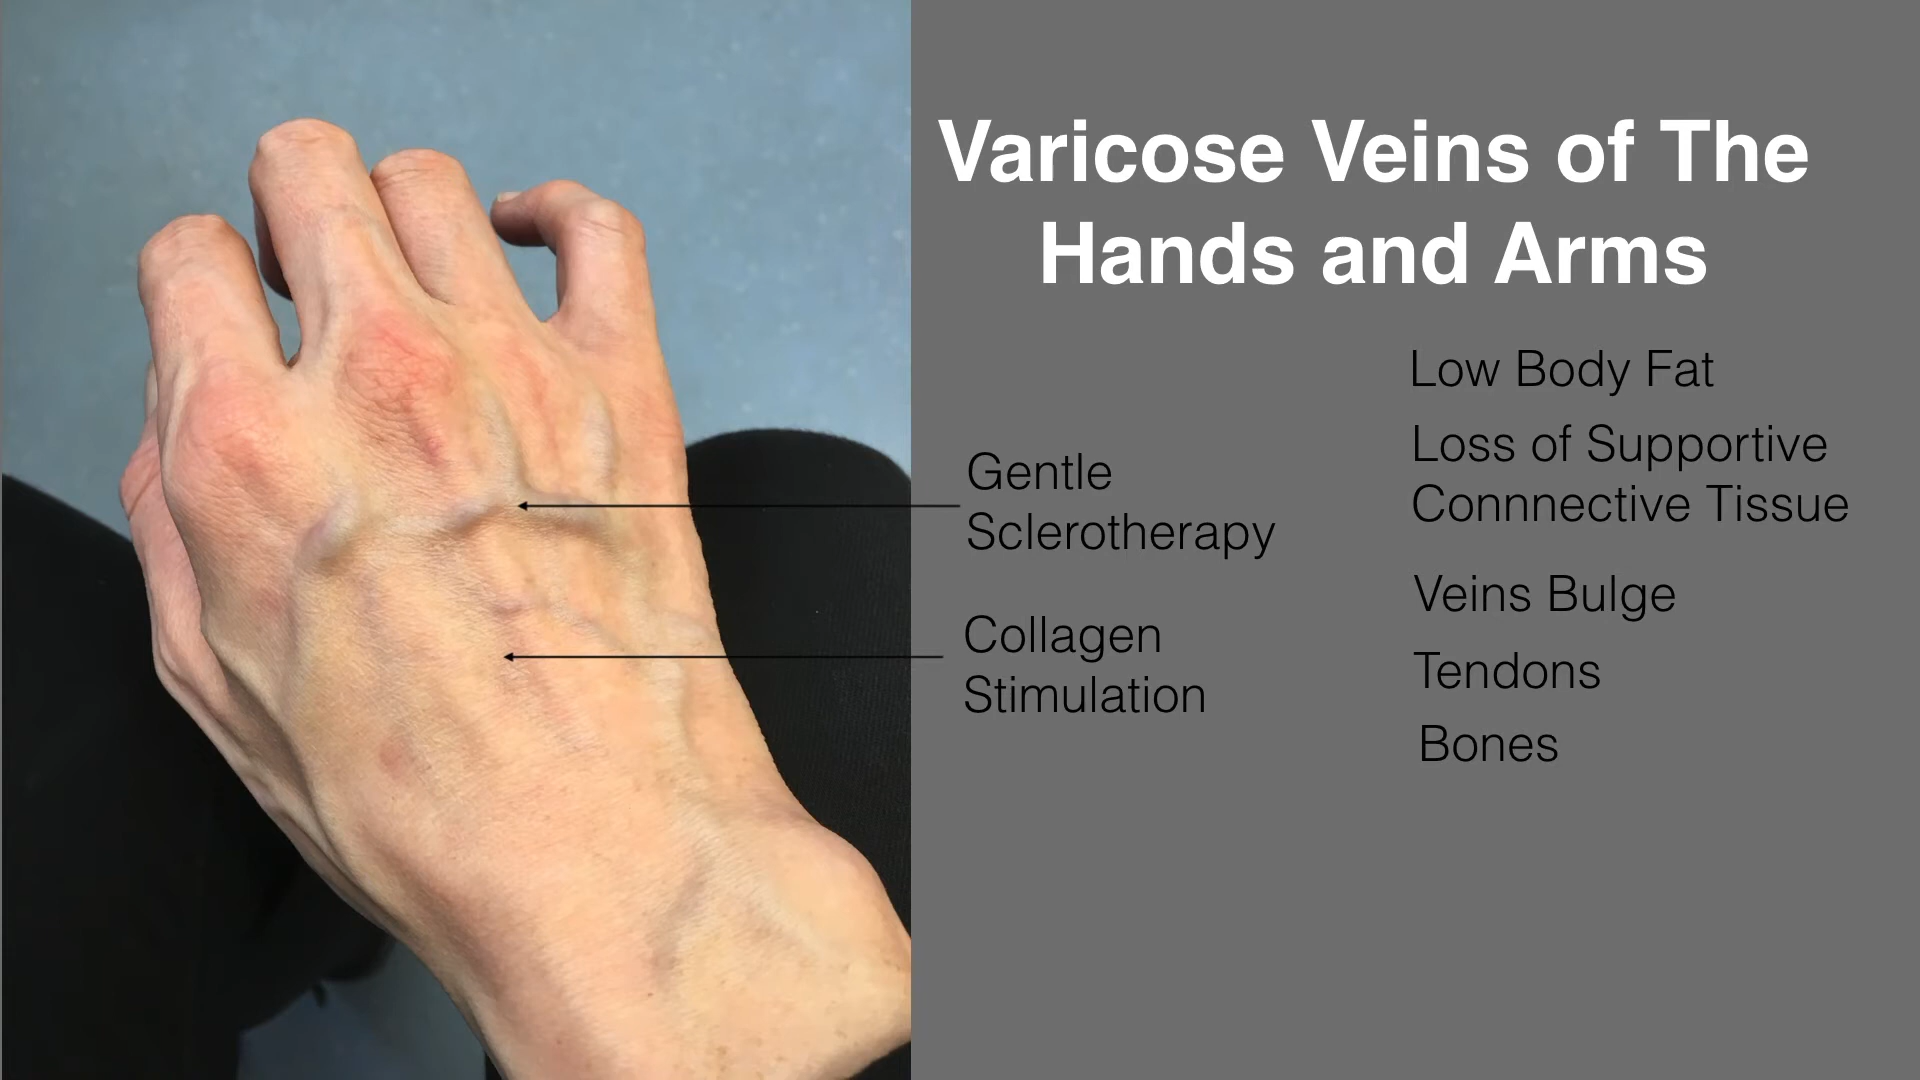 Varicose Veins of The
Hands and Arms
Gentle
Sclerotherapy
Collagen
Stimulation
Low Body Fat
Loss of Supportive
Connnective Tissue
Veins Bulge
Tendons
Bones